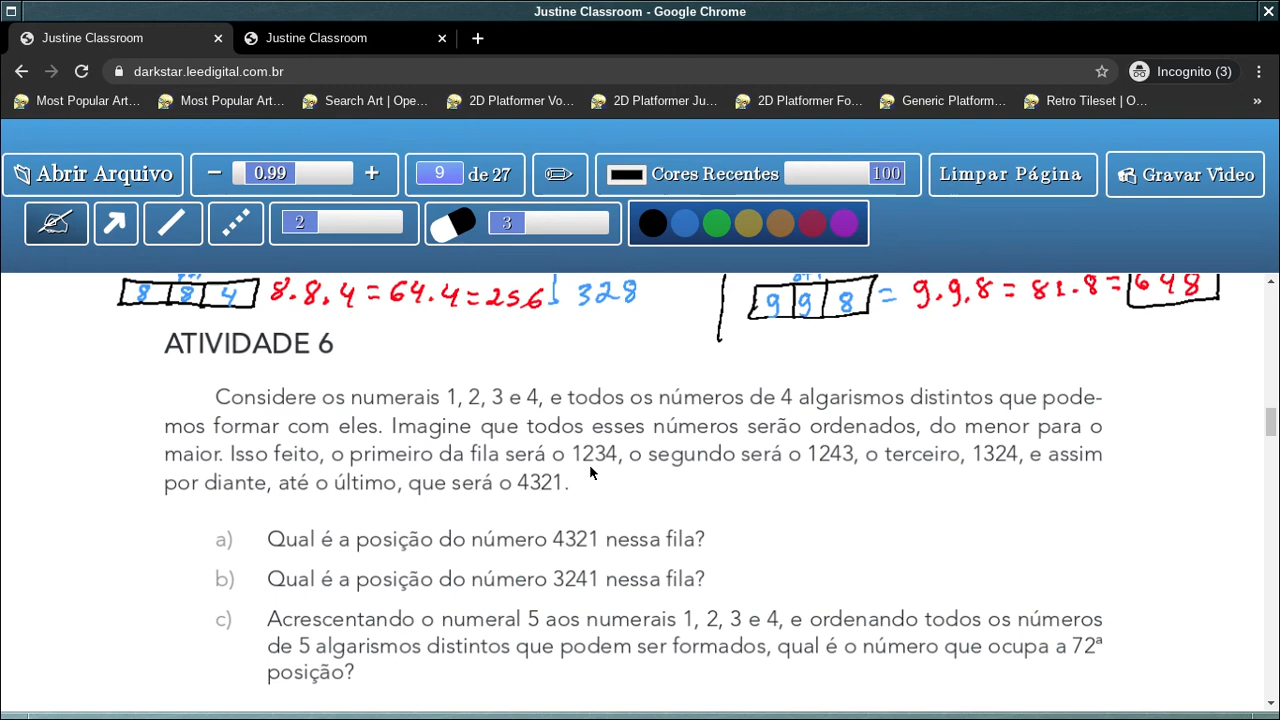 Justine Classroom - Google Chrome
Justine Classroom
Justine Classroom
darkstar.leedigital.com.br
Incognito (3)
Most Popular Art...
Most Popular Art...
Search Art | Ope...
2D Platformer Vo...
2D Platformer Ju...
2D Platformer Fo...
Generic Platform...
Retro Tileset | O...
»
Abrir Arquivo
− 0.99 +
9 de 27
Cores Recentes 100
Limpar Página
Gravar Video
2
3
8 8 4 8.8.4 = 64.4 = 256 328
9 9 8 = 9.9.8 = 81.8 = 648
ATIVIDADE 6
Considere os numerais 1, 2, 3 e 4, e todos os números de 4 algarismos distintos que pode-
mos formar com eles. Imagine que todos esses números serão ordenados, do menor para o
maior. Isso feito, o primeiro da fila será o 1234, o segundo será o 1243, o terceiro, 1324, e assim
por diante, até o último, que será o 4321.
a) Qual é a posição do número 4321 nessa fila?
b) Qual é a posição do número 3241 nessa fila?
c) Acrescentando o numeral 5 aos numerais 1, 2, 3 e 4, e ordenando todos os números
de 5 algarismos distintos que podem ser formados, qual é o número que ocupa a 72ª
posição?